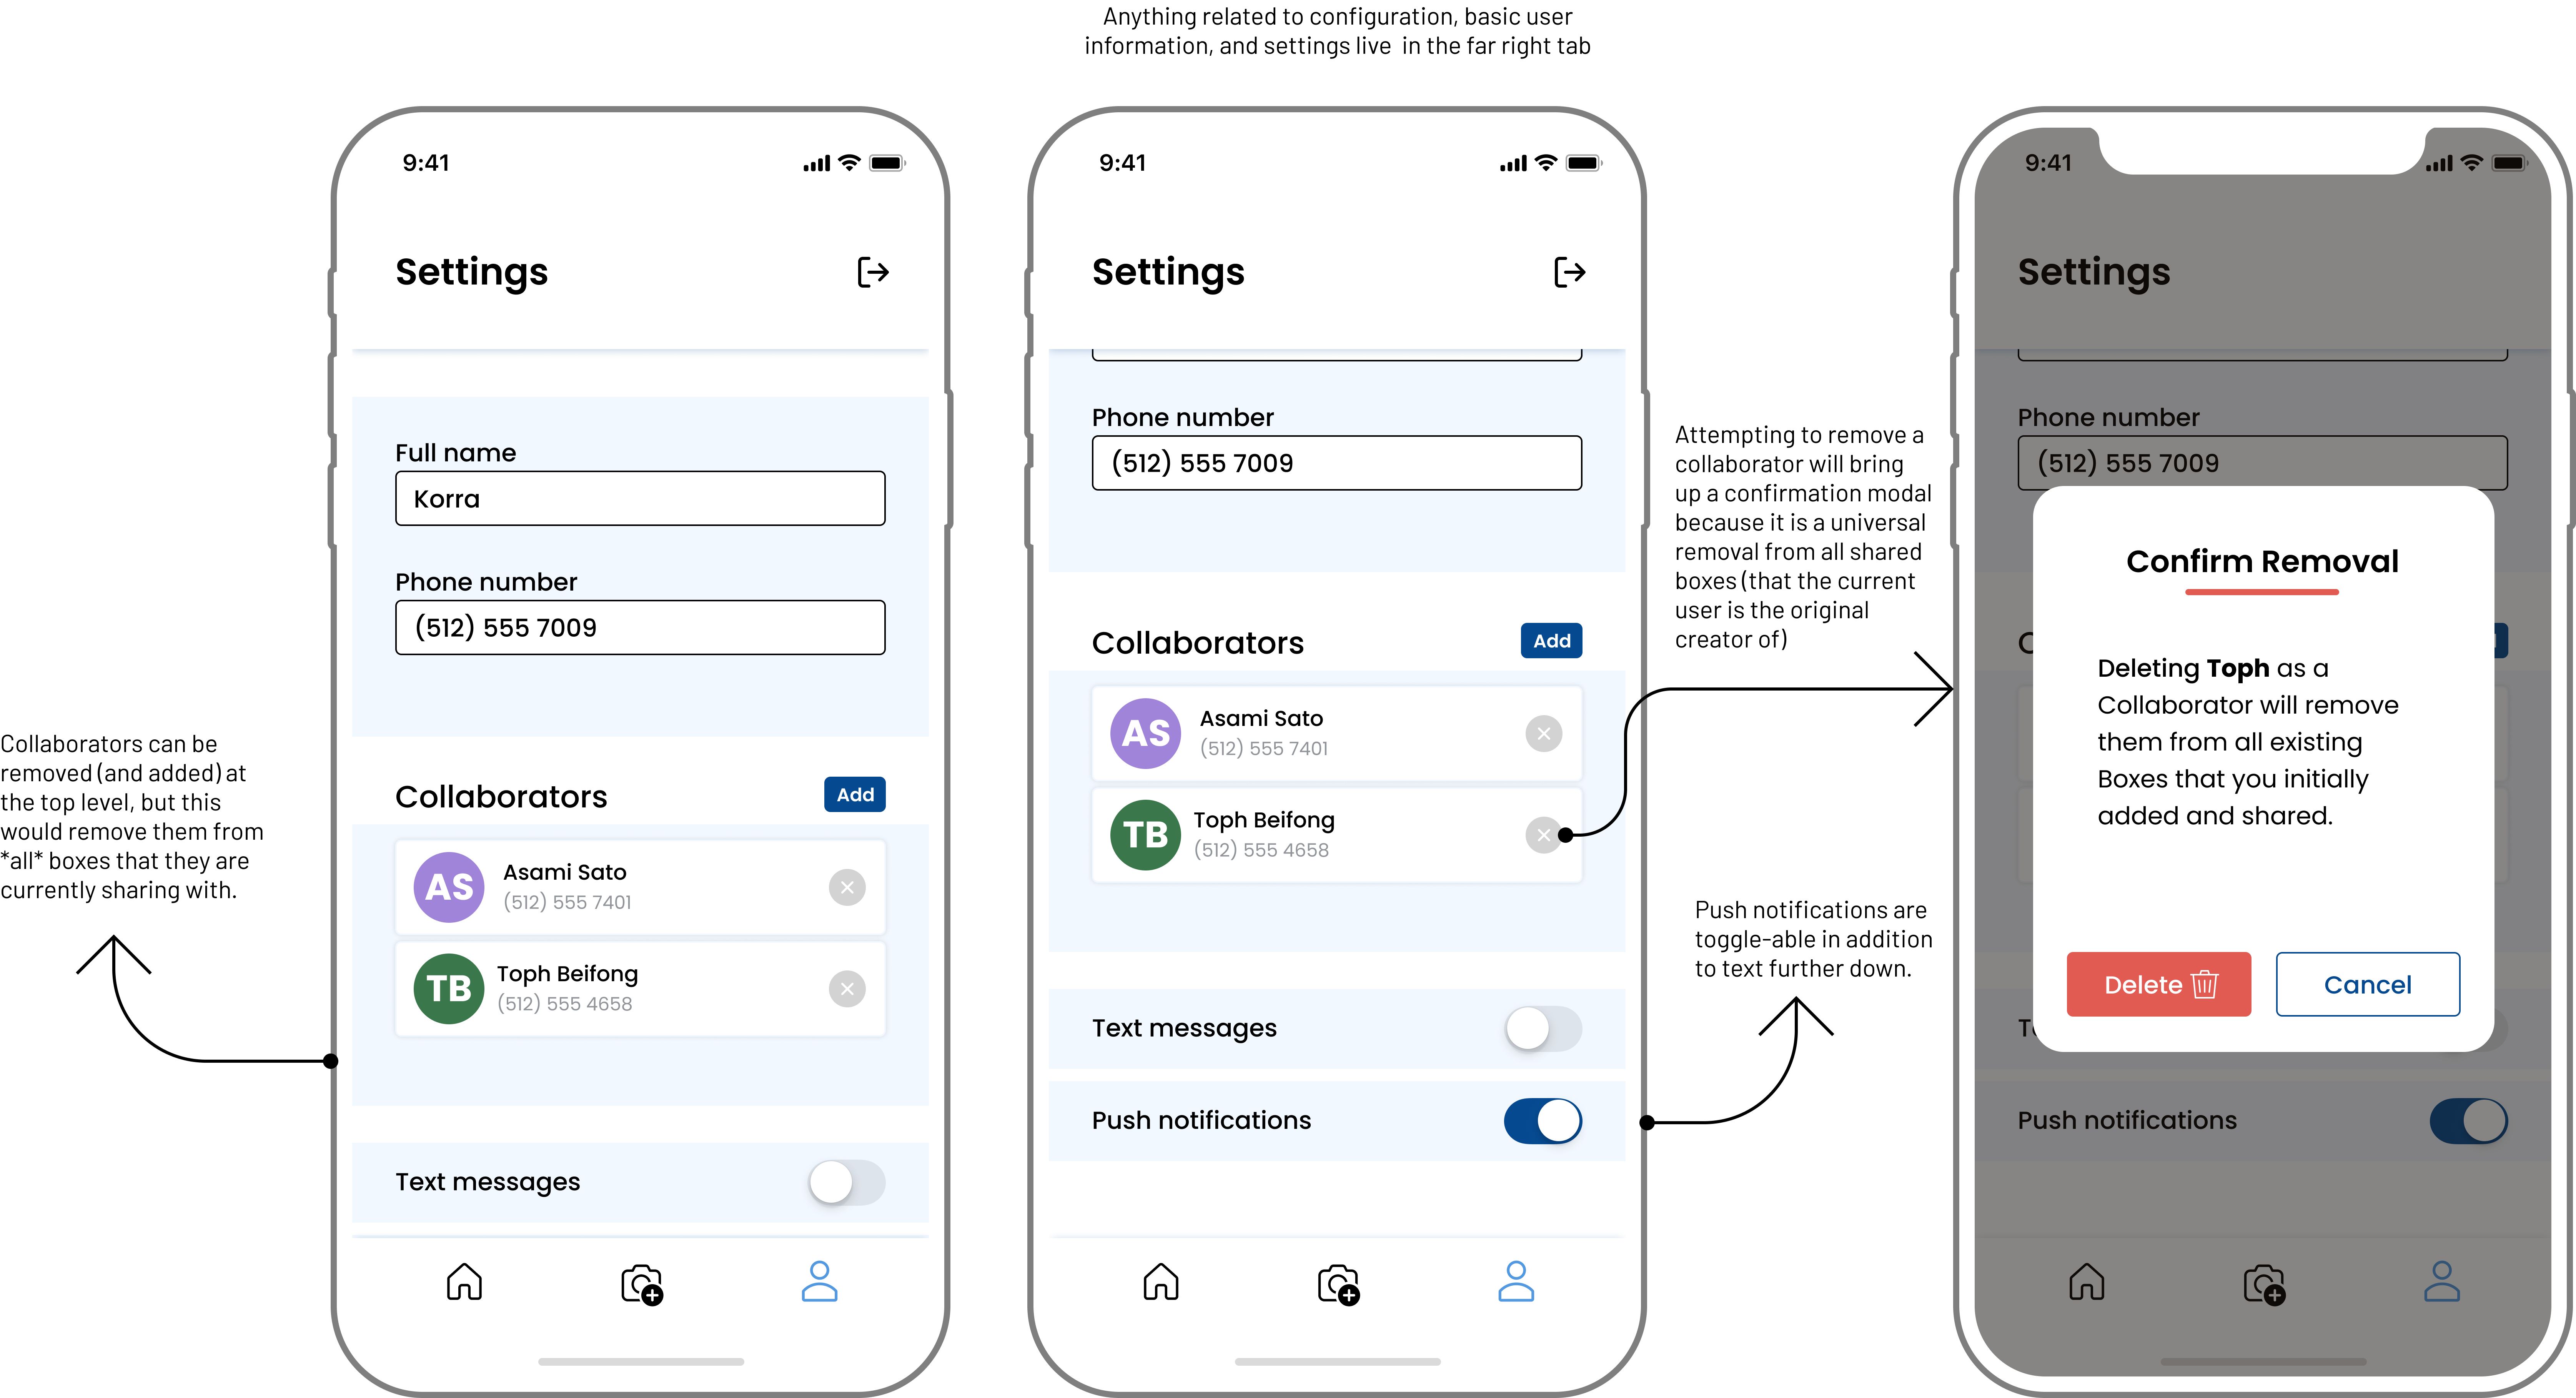 Anything related to configuration, basic user
information, and settings live  in the far right tab
Collaborators can be
removed (and added) at
the top level, but this
would remove them from
*all* boxes that they are
currently sharing with.
9:41
Settings
Full name
Korra
Phone number
(512) 555 7009
Collaborators
Add
AS
Asami Sato
(512) 555 7401
TB
Toph Beifong
(512) 555 4658
Text messages
9:41
Settings
Phone number
(512) 555 7009
Collaborators
Add
AS
Asami Sato
(512) 555 7401
TB
Toph Beifong
(512) 555 4658
Text messages
Push notifications
Attempting to remove a
collaborator will bring
up a confirmation modal
because it is a universal
removal from all shared
boxes (that the current
user is the original
creator of)
Push notifications are
toggle-able in addition
to text further down.
9:41
Settings
Phone number
(512) 555 7009
Confirm Removal
Deleting Toph as a
Collaborator will remove
them from all existing
Boxes that you initially
added and shared.
Delete
Cancel
Push notifications